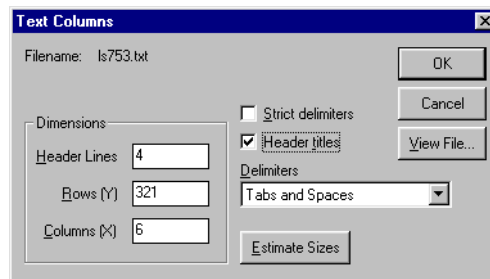 Text Columns
Filename: ls753.txt
OK
Cancel
View File...
Dimensions
Header Lines 4
Rows (Y) 321
Columns (X) 6
Strict delimiters
Header titles
Delimiters
Tabs and Spaces
Estimate Sizes